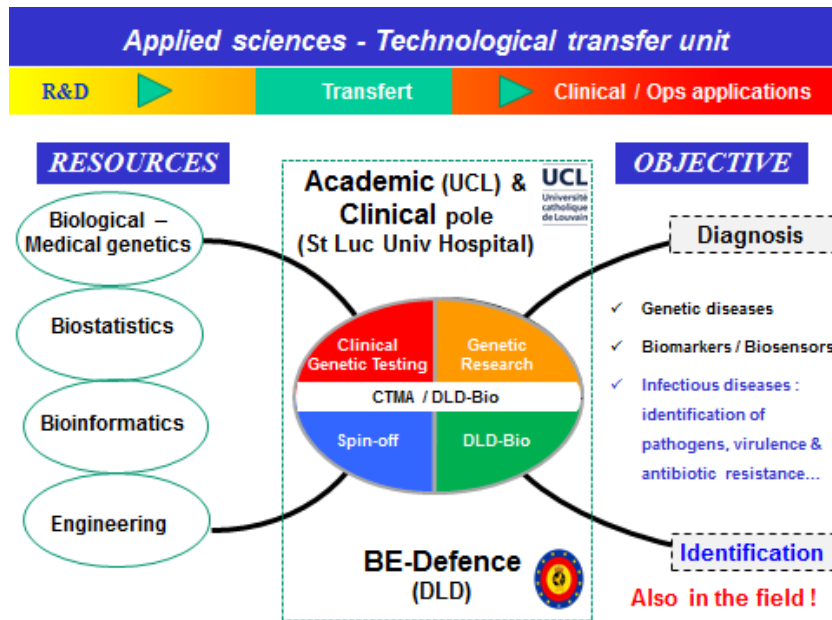 Applied sciences - Technological transfer unit
R&D
Transfert
Clinical / Ops applications
RESOURCES
Biological –
Medical genetics
Biostatistics
Bioinformatics
Engineering
Academic (UCL) &
Clinical pole
(St Luc Univ Hospital)
UCL
Université
catholique
de Louvain
Clinical
Genetic Testing
Genetic
Research
CTMA / DLD-Bio
Spin-off
DLD-Bio
BE-Defence
(DLD)
OBJECTIVE
Diagnosis
✓ Genetic diseases
✓ Biomarkers / Biosensors
✓ Infectious diseases :
identification of
pathogens, virulence &
antibiotic resistance...
Identification
Also in the field !